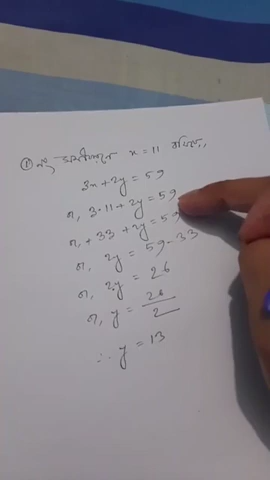 ① নং সমীকরণে x = 11 বসিয়ে,
3x + 2y = 59
বা, 3·11 + 2y = 59
বা, + 33 + 2y = 59
বা, 2y = 59 - 33
বা, 2y = 26
বা, y = 26/2
∴ y = 13